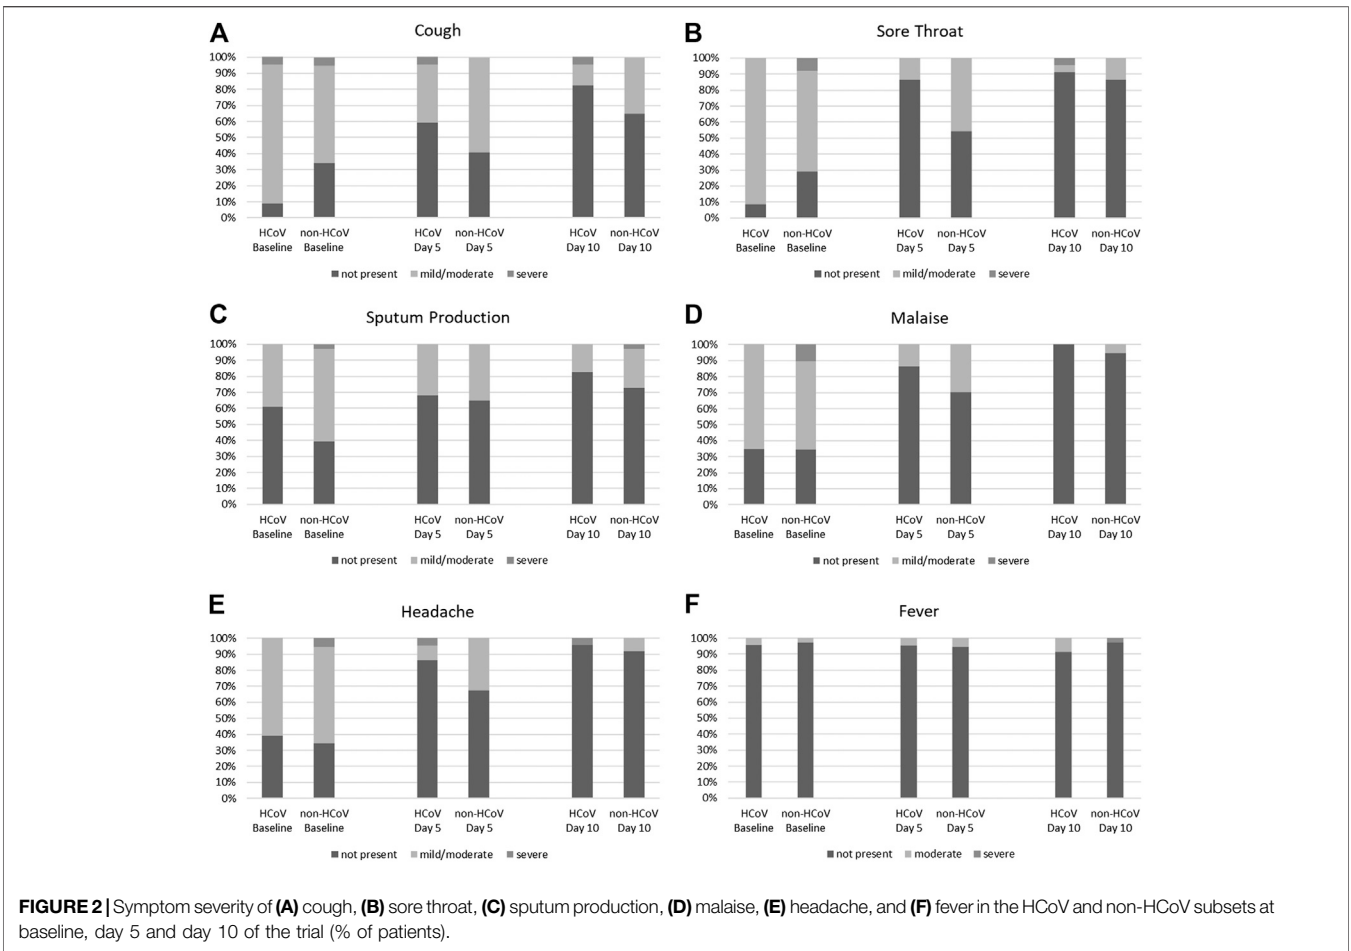 A
Cough
100%
90%
80%
70%
60%
50%
40%
30%
20%
10%
0%
HCoV non-HCoV HCoV non-HCoV HCoV non-HCoV
Baseline Baseline Day 5 Day 5 Day 10 Day 10
not present mild/moderate severe
B
Sore Throat
100%
90%
80%
70%
60%
50%
40%
30%
20%
10%
0%
HCoV non-HCoV HCoV non-HCoV HCoV non-HCoV
Baseline Baseline Day 5 Day 5 Day 10 Day 10
not present mild/moderate severe
C
Sputum Production
100%
90%
80%
70%
60%
50%
40%
30%
20%
10%
0%
HCoV non-HCoV HCoV non-HCoV HCoV non-HCoV
Baseline Baseline Day 5 Day 5 Day 10 Day 10
not present mild/moderate severe
D
Malaise
100%
90%
80%
70%
60%
50%
40%
30%
20%
10%
0%
HCoV non-HCoV HCoV non-HCoV HCoV non-HCoV
Baseline Baseline Day 5 Day 5 Day 10 Day 10
not present mild/moderate severe
E
Headache
100%
90%
80%
70%
60%
50%
40%
30%
20%
10%
0%
HCoV non-HCoV HCoV non-HCoV HCoV non-HCoV
Baseline Baseline Day 5 Day 5 Day 10 Day 10
not present mild/moderate severe
F
Fever
100%
90%
80%
70%
60%
50%
40%
30%
20%
10%
0%
HCoV non-HCoV HCoV non-HCoV HCoV non-HCoV
Baseline Baseline Day 5 Day 5 Day 10 Day 10
not present moderate severe
FIGURE 2 | Symptom severity of (A) cough, (B) sore throat, (C) sputum production, (D) malaise, (E) headache, and (F) fever in the HCoV and non-HCoV subsets at
baseline, day 5 and day 10 of the trial (% of patients).